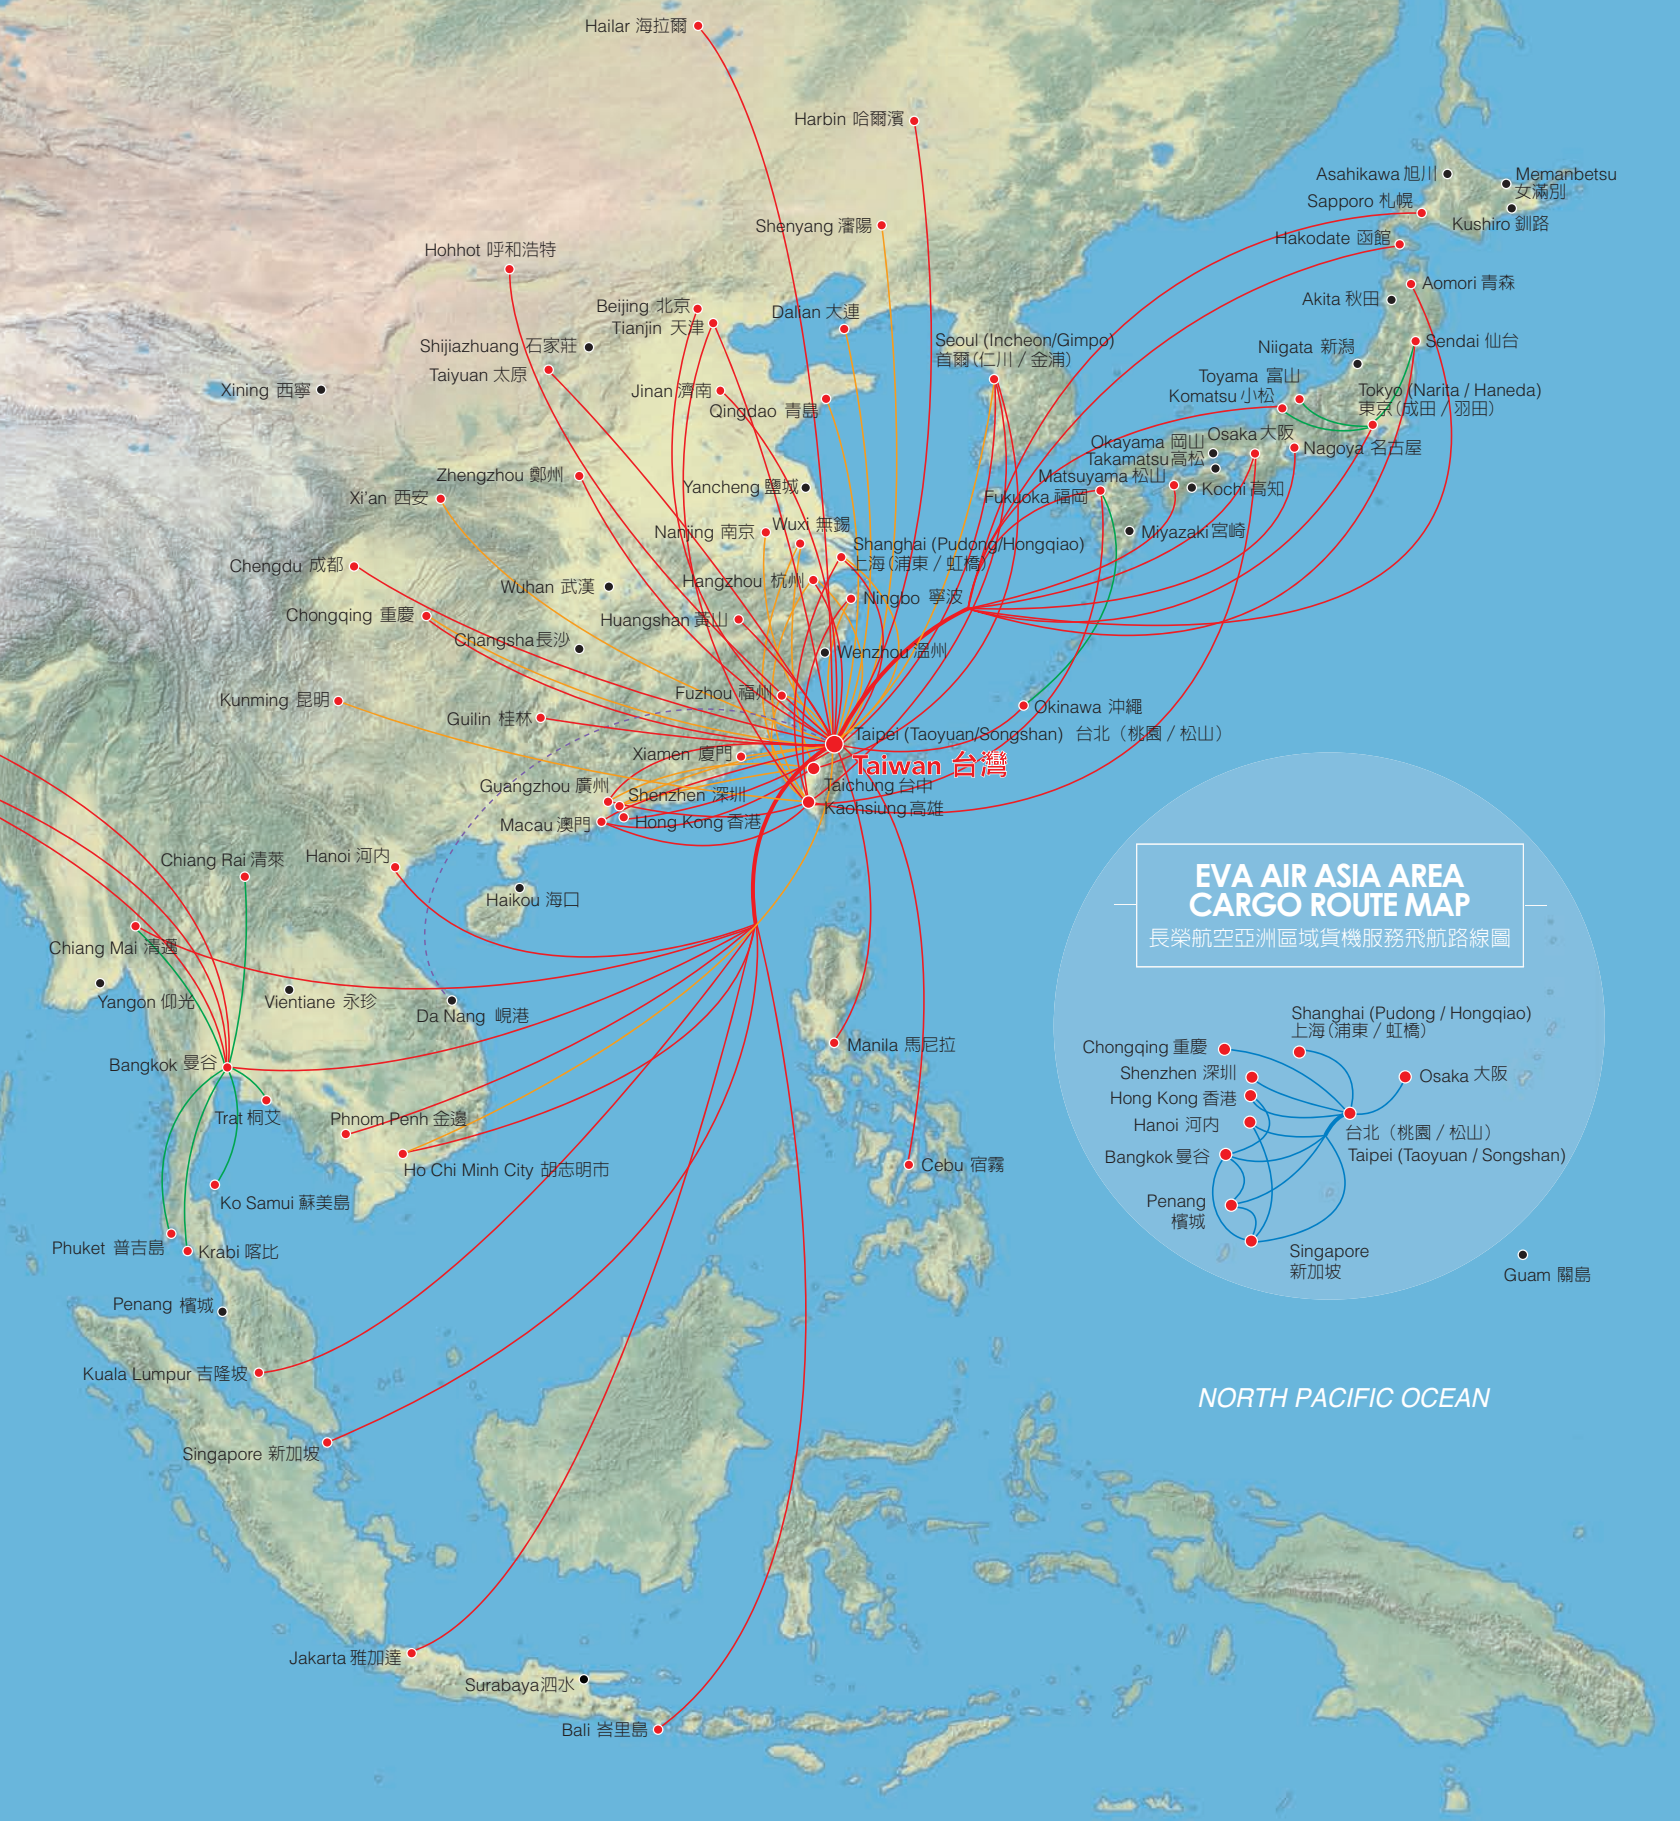 Hailar 海拉爾
Harbin 哈爾濱
Asahikawa 旭川
Memanbetsu
女滿別
Sapporo 札幌
Kushiro 釧路
Shenyang 瀋陽
Hakodate 函館
Hohhot 呼和浩特
Aomori 青森
Akita 秋田
Beijing 北京
Dalian 大連
Tianjin 天津
Seoul (Incheon/Gimpo)
首爾(仁川 / 金浦)
Sendai 仙台
Shijiazhuang 石家莊
Niigata 新潟
Taiyuan 太原
Toyama 富山
Xining 西寧
Jinan 濟南
Komatsu 小松
Tokyo (Narita / Haneda)
東京(成田 / 羽田)
Qingdao 青島
Okayama 岡山
Osaka 大阪
Nagoya 名古屋
Takamatsu 高松
Zhengzhou 鄭州
Matsuyama 松山
Yancheng 鹽城
Kochi 高知
Xi'an 西安
Fukuoka 福岡
Nanjing 南京
Wuxi 無錫
Miyazaki 宮崎
Shanghai (Pudong/Hongqiao)
上海(浦東 / 虹橋)
Chengdu 成都
Hangzhou 杭州
Wuhan 武漢
Ningbo 寧波
Chongqing 重慶
Huangshan 黃山
Changsha 長沙
Wenzhou 溫州
Kunming 昆明
Fuzhou 福州
Okinawa 沖繩
Guilin 桂林
Taipei (Taoyuan/Songshan) 台北（桃園 / 松山）
Xiamen 廈門
Taiwan 台灣
Guangzhou 廣州
Taichung 台中
Shenzhen 深圳
Kaohsiung 高雄
Macau 澳門
Hong Kong 香港
Chiang Rai 清萊
Hanoi 河内
Haikou 海口
Chiang Mai 清邁
Yangon 仰光
Vientiane 永珍
Da Nang 峴港
Manila 馬尼拉
Bangkok 曼谷
Trat 桐艾
Phnom Penh 金邊
Ho Chi Minh City 胡志明市
Cebu 宿霧
Ko Samui 蘇美島
Phuket 普吉島
Krabi 喀比
Penang 檳城
Kuala Lumpur 吉隆坡
Singapore 新加坡
Jakarta 雅加達
Surabaya 泗水
Bali 峇里島
EVA AIR ASIA AREA
CARGO ROUTE MAP
長榮航空亞洲區域貨機服務飛航路線圖
Shanghai (Pudong / Hongqiao)
上海(浦東 / 虹橋)
Chongqing 重慶
Shenzhen 深圳
Osaka 大阪
Hong Kong 香港
Hanoi 河内
台北（桃園 / 松山）
Taipei (Taoyuan / Songshan)
Bangkok 曼谷
Penang
檳城
Singapore
新加坡
Guam 關島
NORTH PACIFIC OCEAN